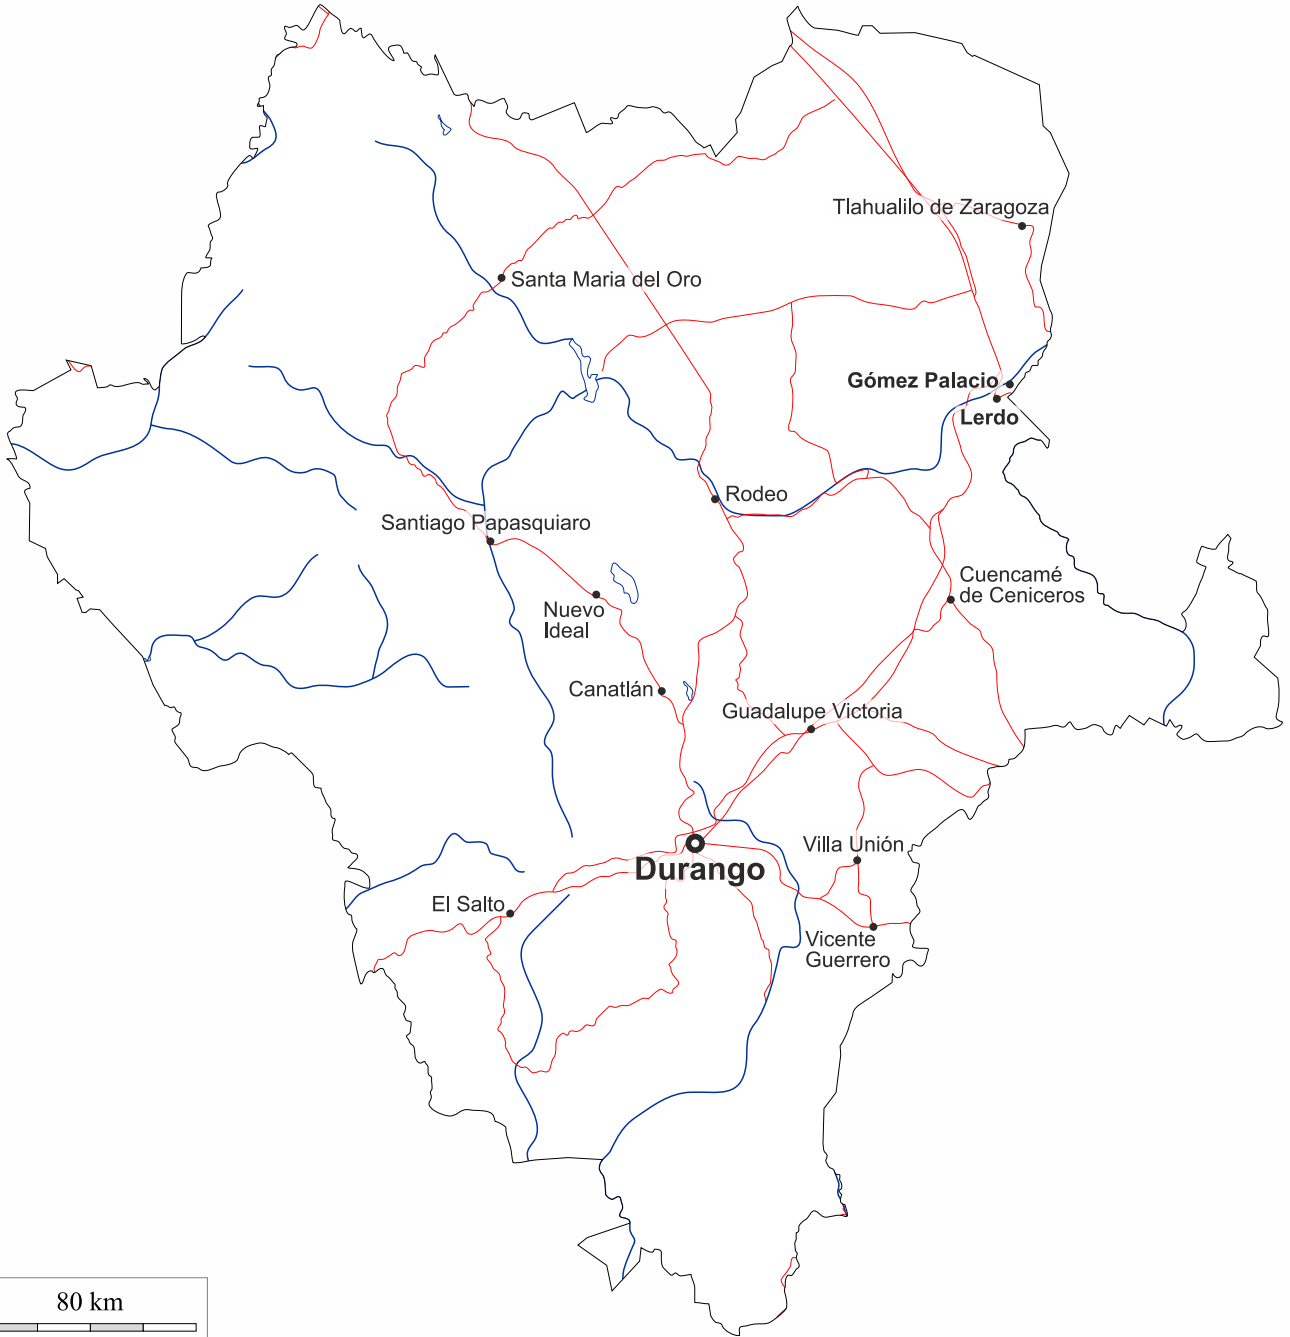 Tlahualilo de Zaragoza
Santa Maria del Oro
Gómez Palacio
Lerdo
Rodeo
Santiago Papasquiaro
Cuencamé
de Ceniceros
Nuevo
Ideal
Canatlán
Guadalupe Victoria
Villa Unión
Durango
El Salto
Vicente
Guerrero
80 km